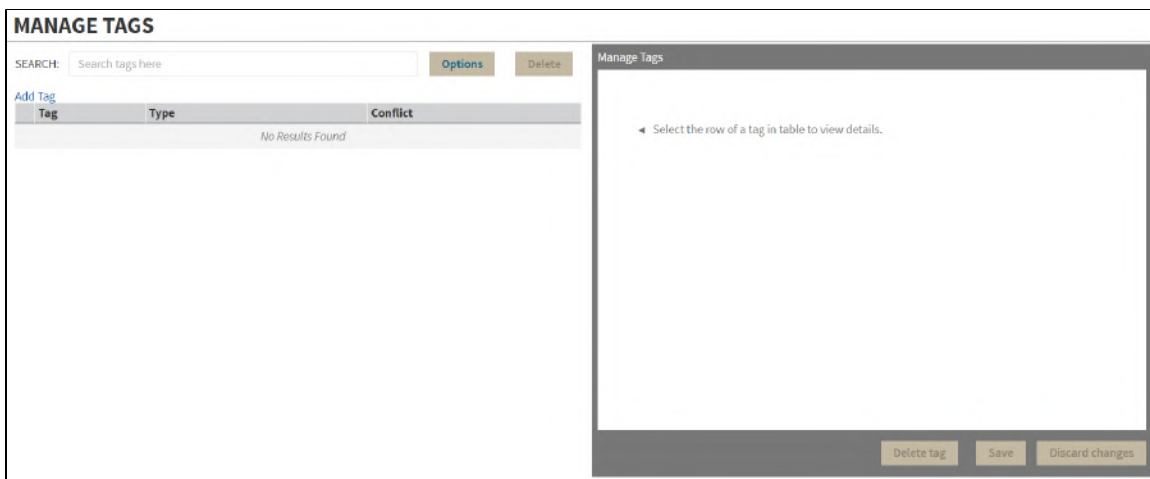 MANAGE TAGS
SEARCH: Search tags here Options Delete
Add Tag
Tag Type Conflict
No Results Found
Manage Tags
◄ Select the row of a tag in table to view details.
Delete tag Save Discard changes